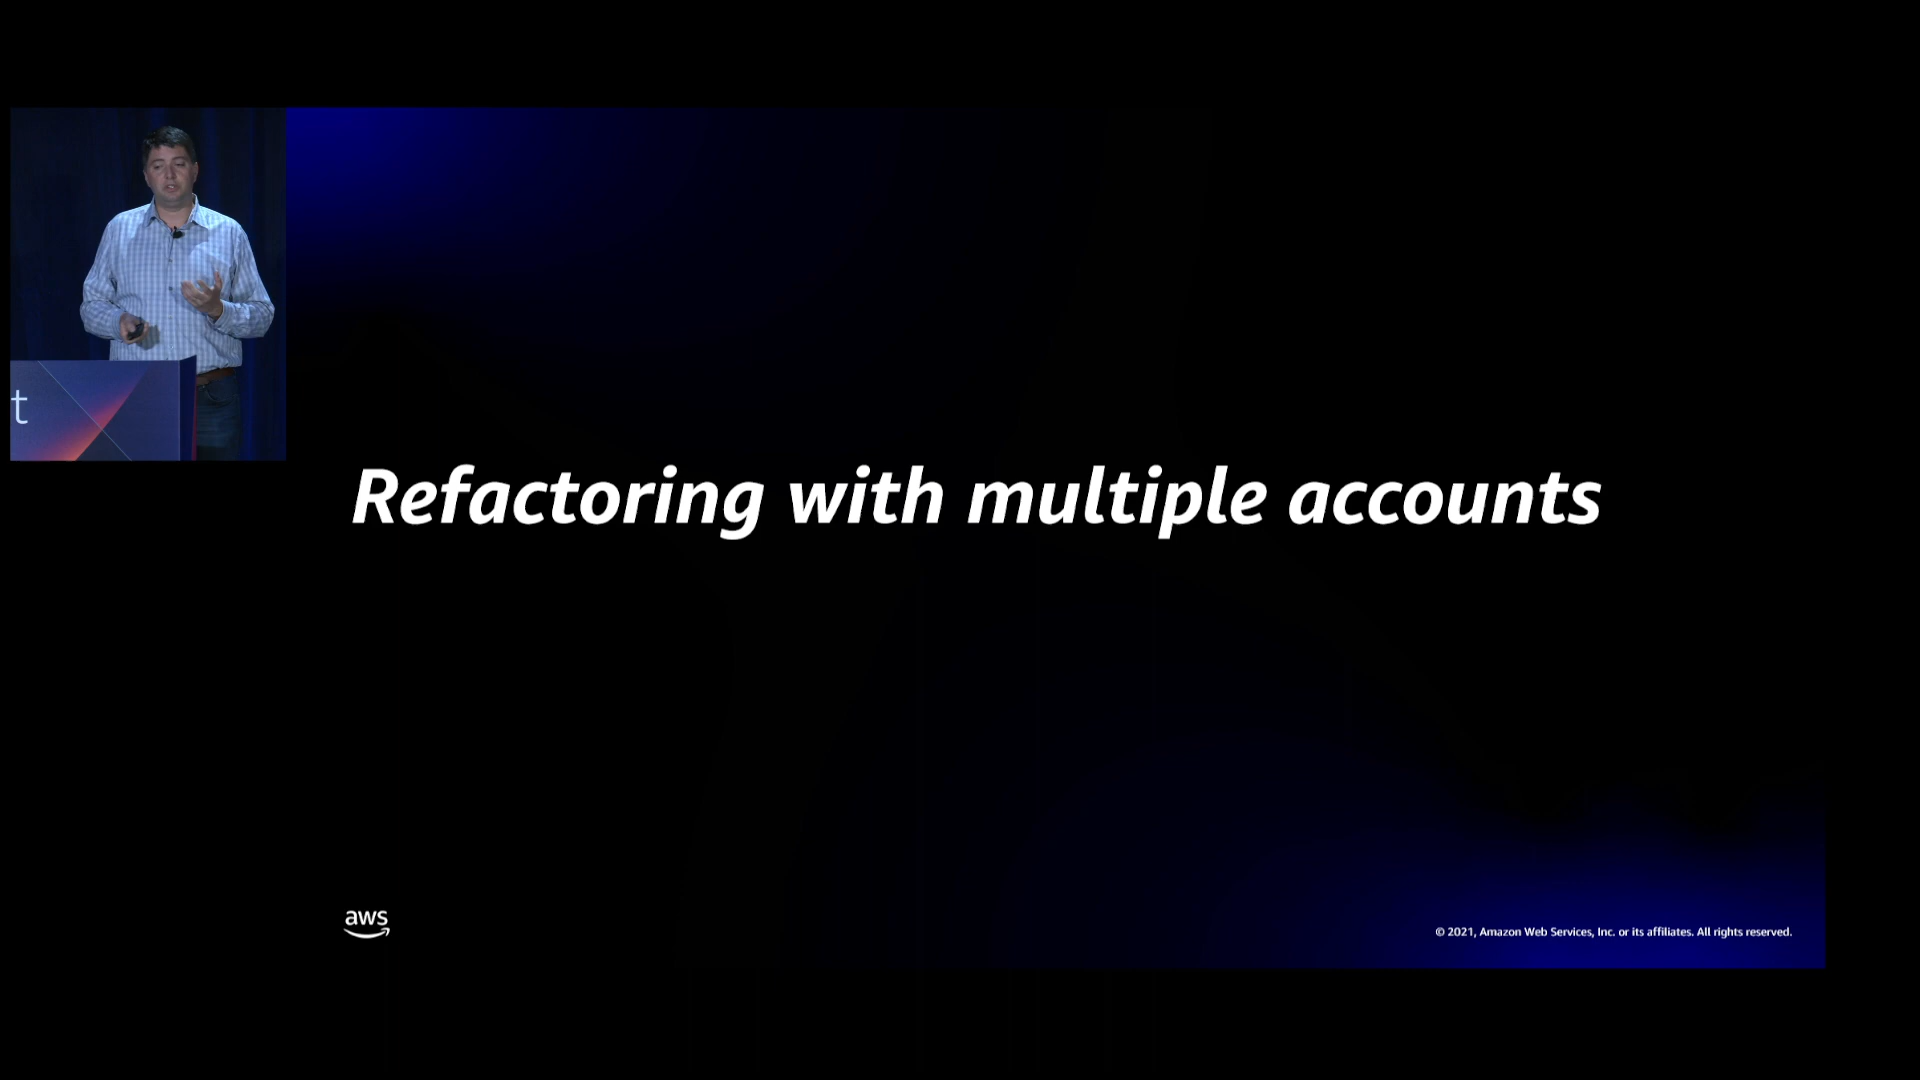 t
Refactoring with multiple accounts
aws
© 2021, Amazon Web Services, Inc. or its affiliates. All rights reserved.